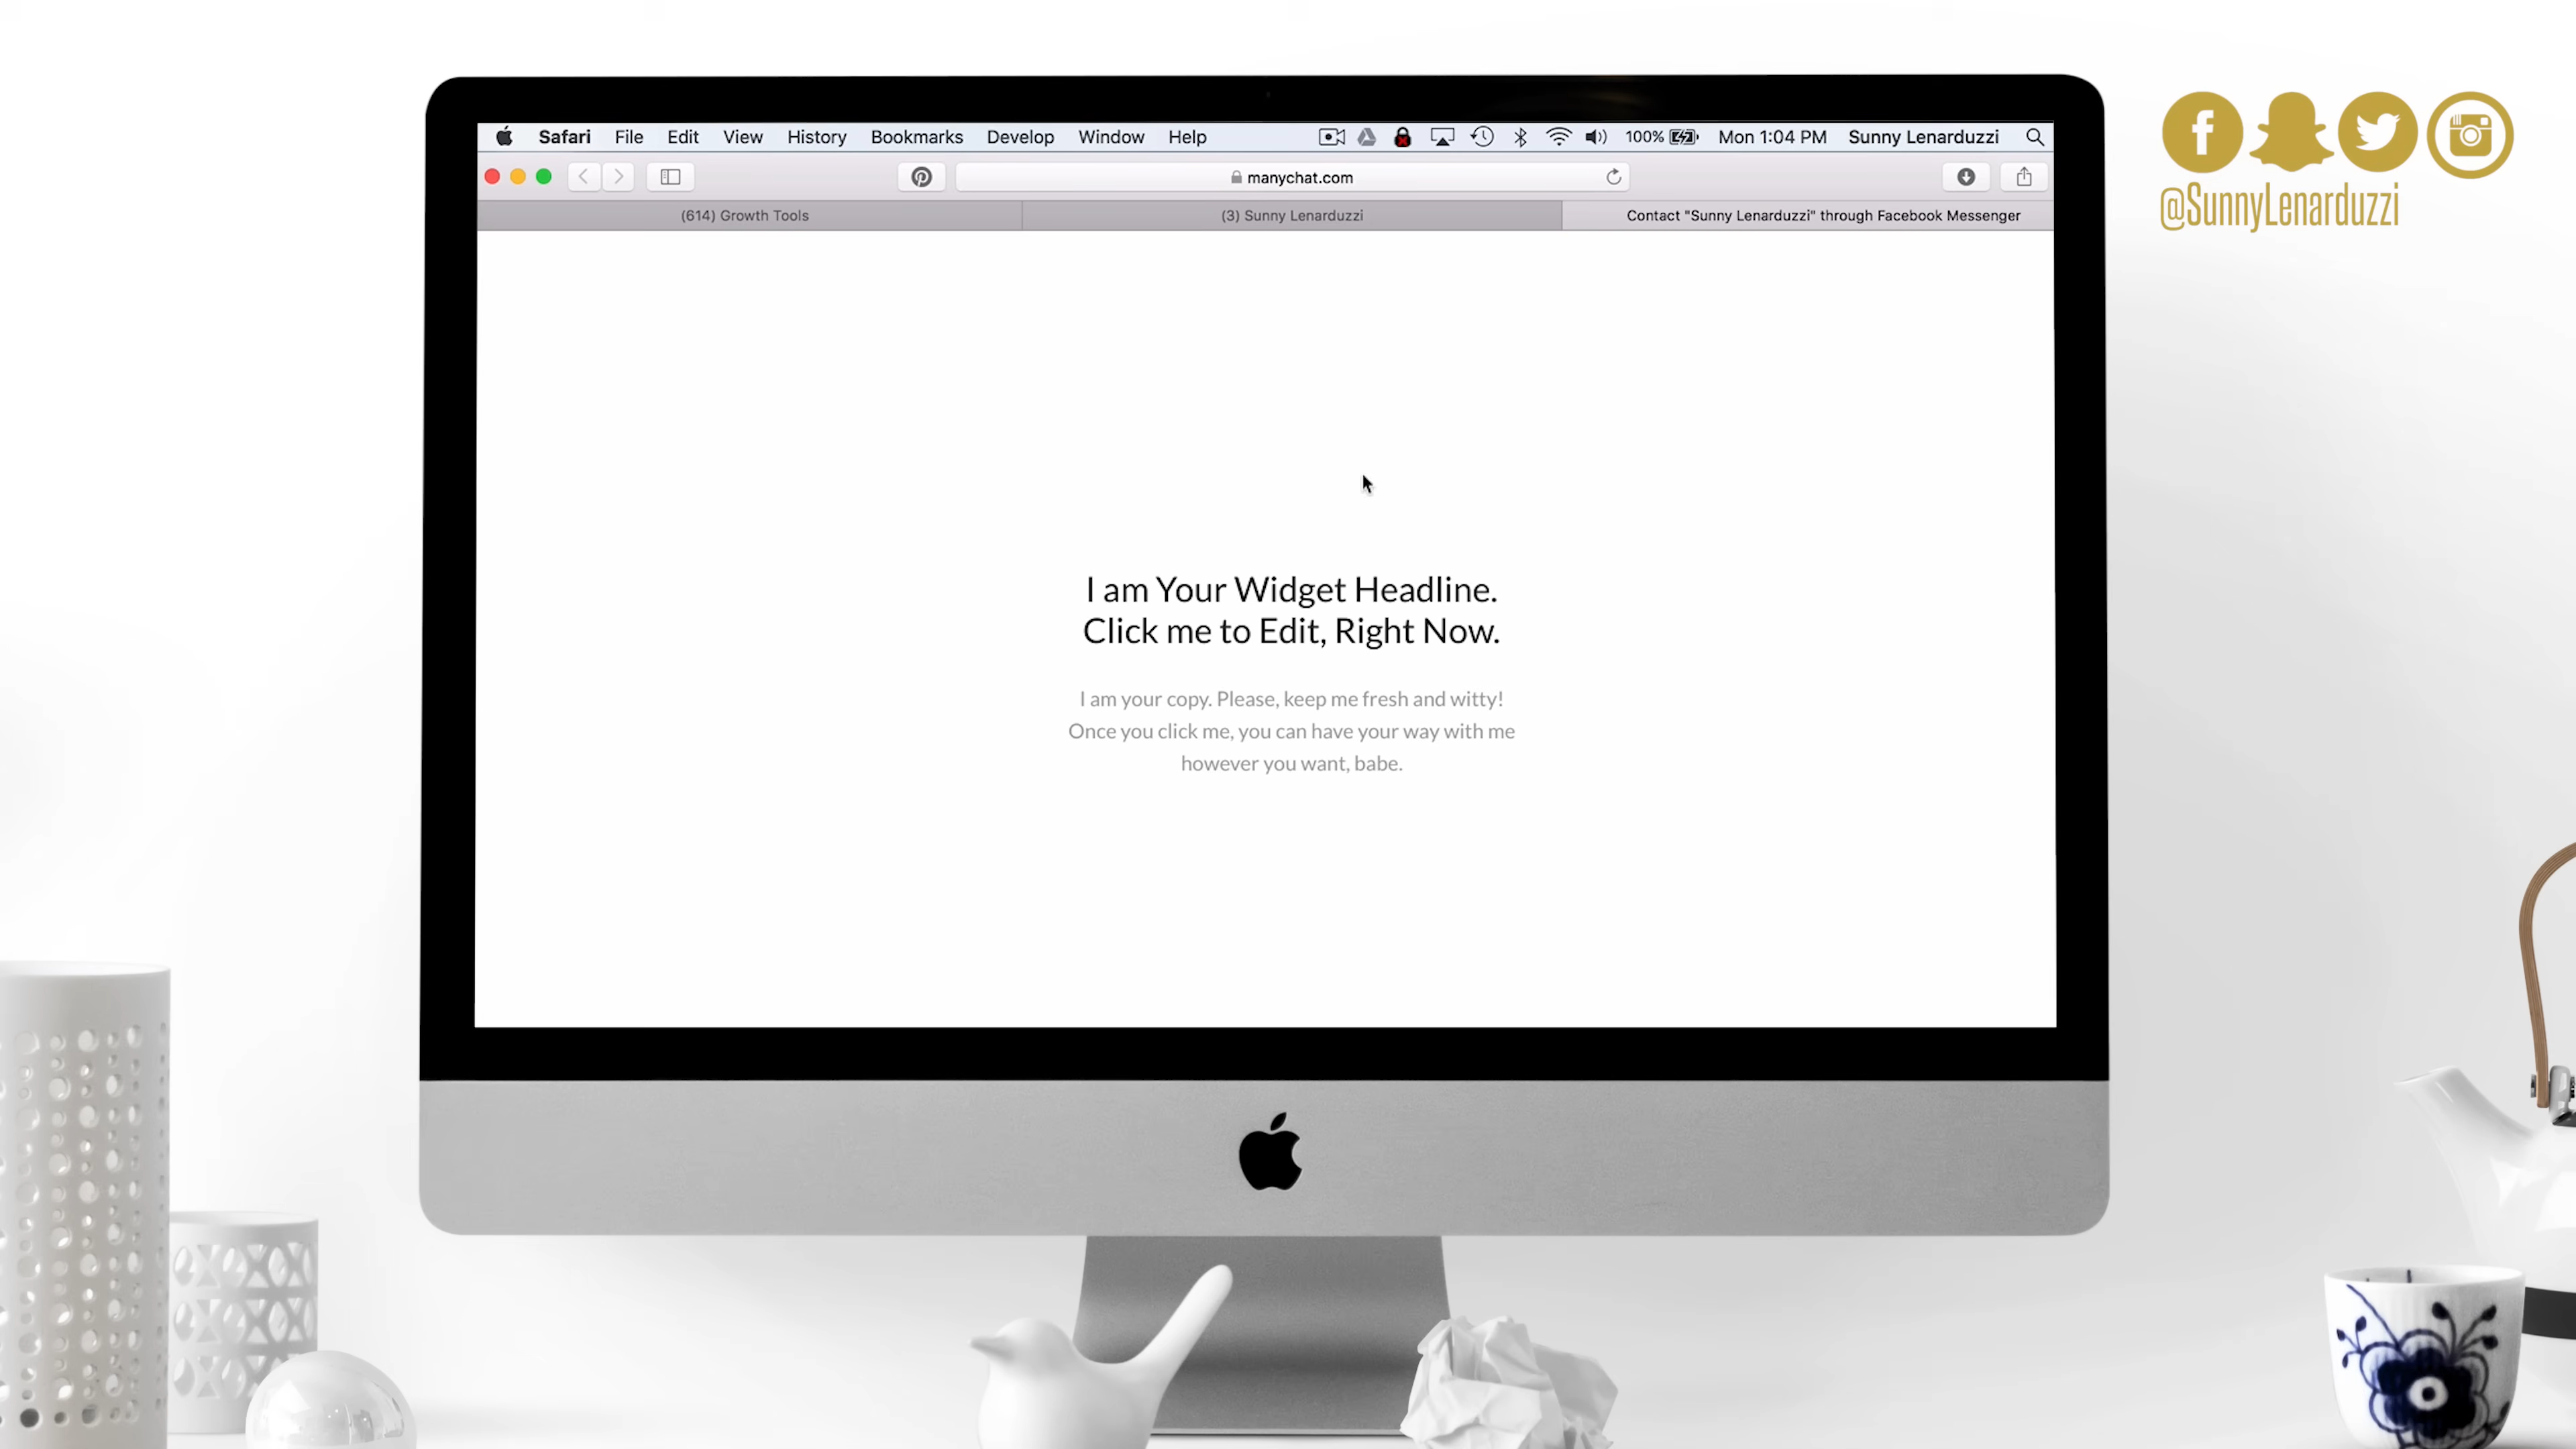 Safari File Edit View History Bookmarks Develop Window Help 100% Mon 1:04 PM Sunny Lenarduzzi
manychat.com
(614) Growth Tools (3) Sunny Lenarduzzi Contact "Sunny Lenarduzzi" through Facebook Messenger
@SunnyLenarduzzi
I am Your Widget Headline.
Click me to Edit, Right Now.
I am your copy. Please, keep me fresh and witty!
Once you click me, you can have your way with me
however you want, babe.